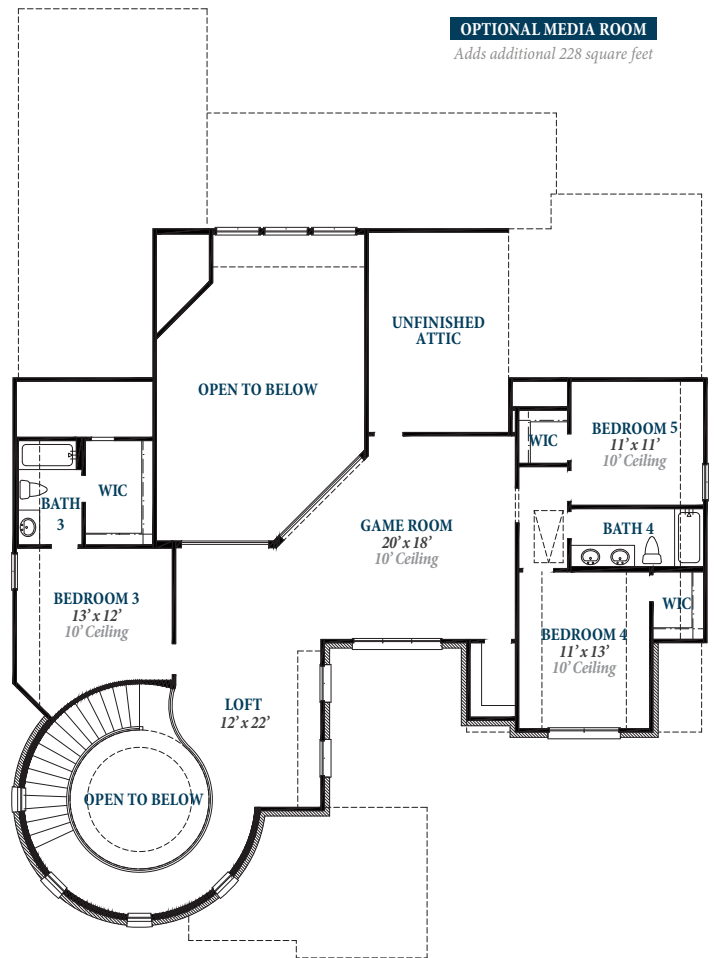 OPTIONAL MEDIA ROOM
Adds additional 228 square feet
UNFINISHED
ATTIC
OPEN TO BELOW
WIC
BEDROOM 5
11’ x 11’
10’ Ceiling
BATH
3
WIC
GAME ROOM
20’ x 18’
10’ Ceiling
BATH 4
BEDROOM 3
13’ x 12’
10’ Ceiling
WIC
BEDROOM 4
11’ x 13’
10’ Ceiling
LOFT
12’ x 22’
OPEN TO BELOW